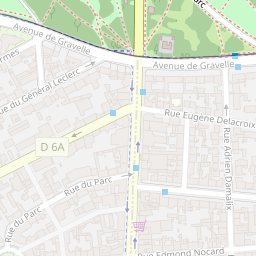 Avenue de Gravelle
Avenue de Gravelle
Rue du Général Leclerc
Rue Eugène Delacroix
D 6A
Rue Adrien Damalix
Rue du Parc
Rue du Parc
Rue Edmond Nocard